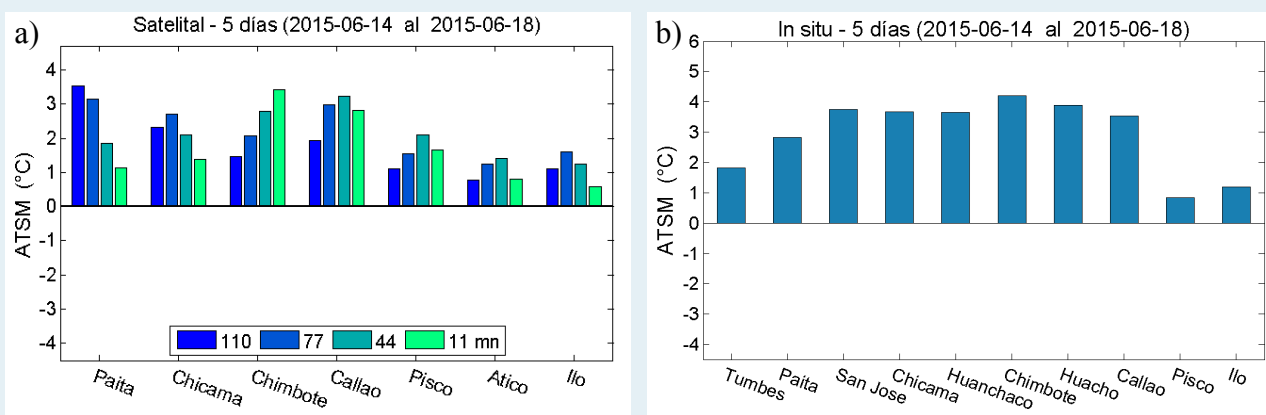 a)
Satelital - 5 días (2015-06-14 al 2015-06-18)
ATSM (°C)
4
3
2
1
0
-1
-2
-3
-4
110 77 44 11 mn
Paita Chicama Chimbote Callao Pisco Atico Ilo
b)
In situ - 5 días (2015-06-14 al 2015-06-18)
ATSM (°C)
6
5
4
3
2
1
0
-1
-2
-3
-4
Tumbes Paita San Jose Chicama Huanchaco Chimbote Huacho Callao Pisco Ilo